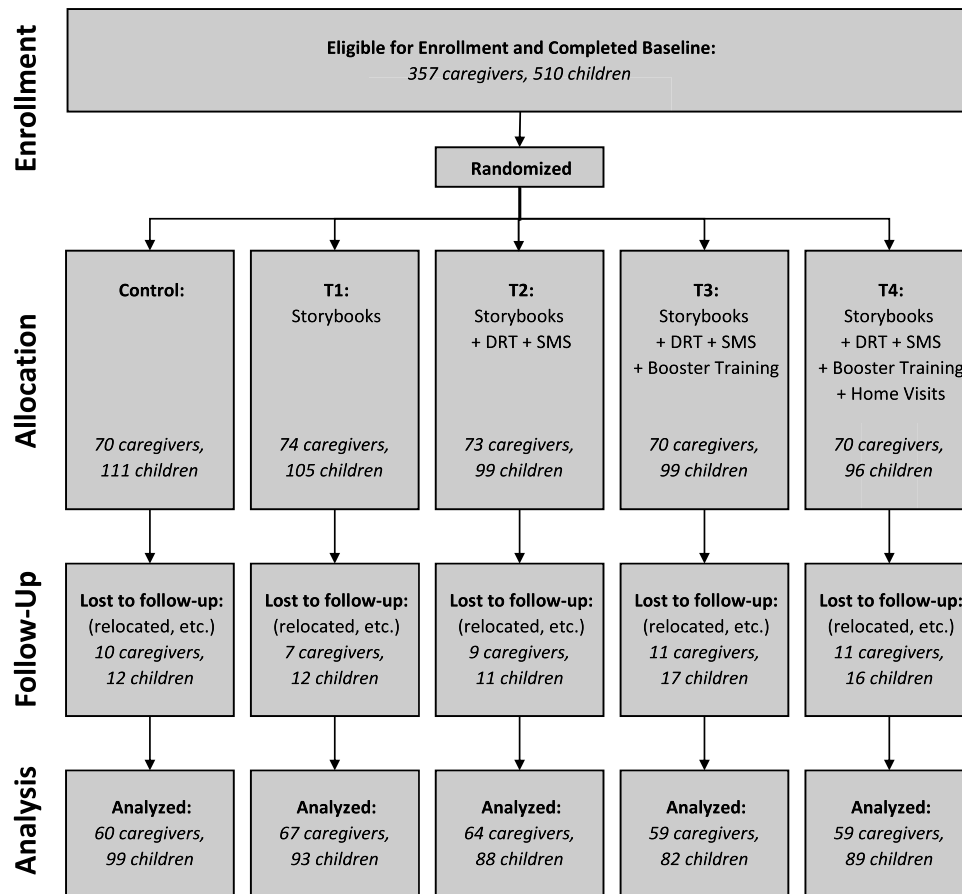 Enrollment
Eligible for Enrollment and Completed Baseline:
357 caregivers, 510 children
Randomized
Allocation
Control:
70 caregivers,
111 children
T1:
Storybooks
74 caregivers,
105 children
T2:
Storybooks
+ DRT + SMS
73 caregivers,
99 children
T3:
Storybooks
+ DRT + SMS
+ Booster Training
70 caregivers,
99 children
T4:
Storybooks
+ DRT + SMS
+ Booster Training
+ Home Visits
70 caregivers,
96 children
Follow-Up
Lost to follow-up:
(relocated, etc.)
10 caregivers,
12 children
Lost to follow-up:
(relocated, etc.)
7 caregivers,
12 children
Lost to follow-up:
(relocated, etc.)
9 caregivers,
11 children
Lost to follow-up:
(relocated, etc.)
11 caregivers,
17 children
Lost to follow-up:
(relocated, etc.)
11 caregivers,
16 children
Analysis
Analyzed:
60 caregivers,
99 children
Analyzed:
67 caregivers,
93 children
Analyzed:
64 caregivers,
88 children
Analyzed:
59 caregivers,
82 children
Analyzed:
59 caregivers,
89 children